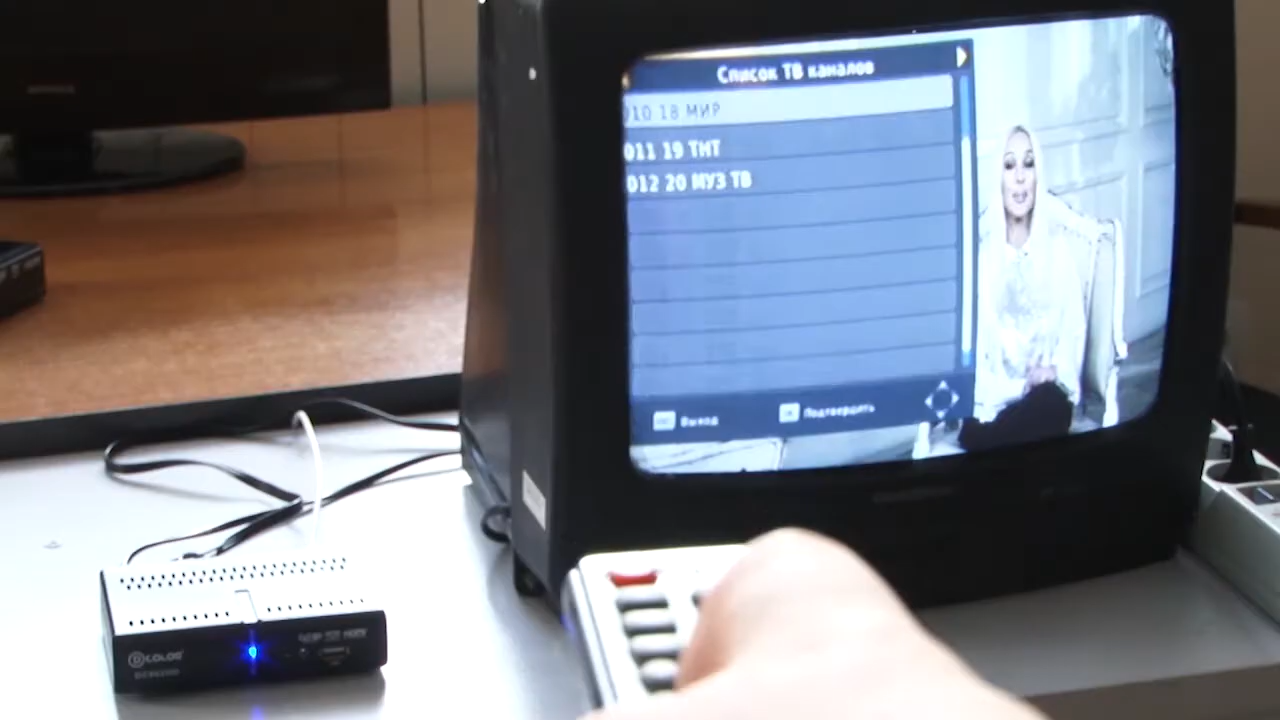 Список ТВ каналов
010 18 МИР
011 19 ТНТ
012 20 МУЗ ТВ
Выход
Подтвердить
D COLOR